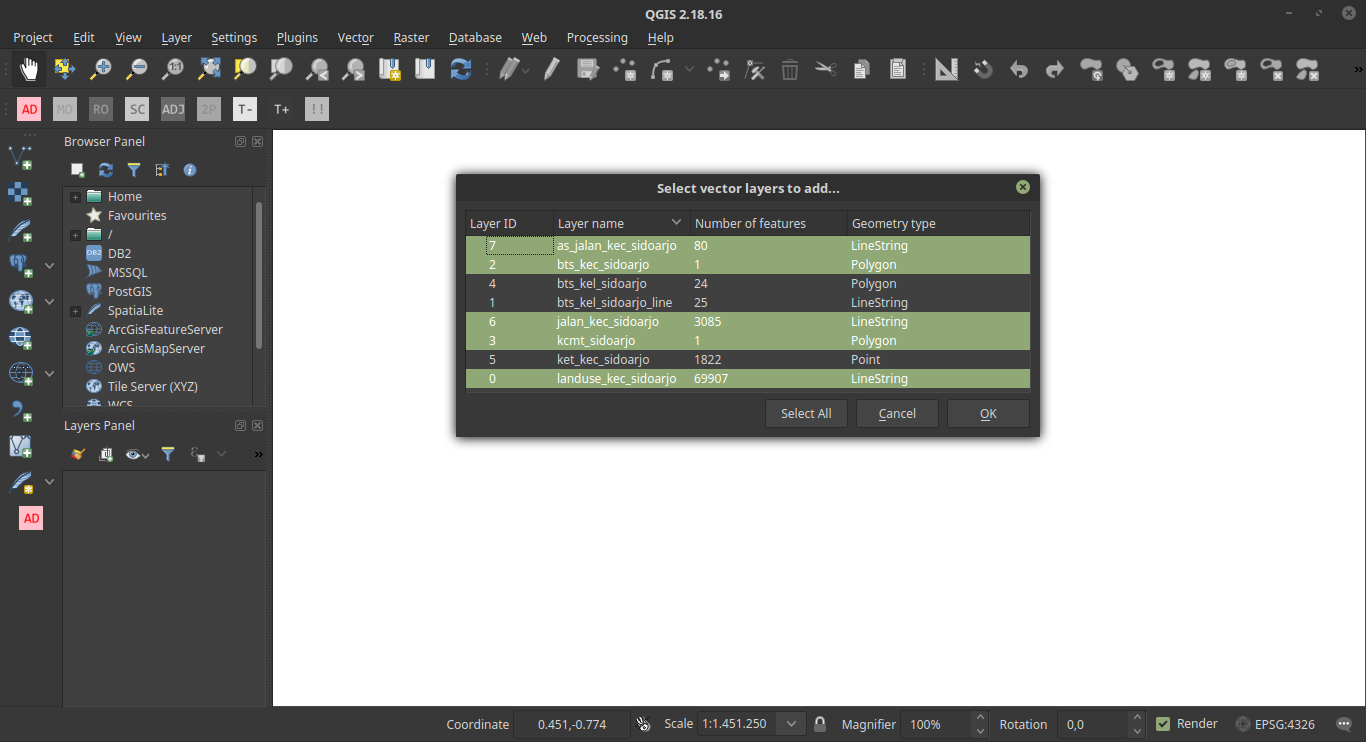 QGIS 2.18.16
Project Edit View Layer Settings Plugins Vector Raster Database Web Processing Help
1:1
»
AD MO RO SC ADJ 2P T- T+ !!
Browser Panel
Home
Favourites
/
DB2 DB2
MSSQL
PostGIS
SpatiaLite
ArcGisFeatureServer
ArcGisMapServer
OWS
Tile Server (XYZ)
WCS
Layers Panel
ε »
AD
Select vector layers to add...
Layer ID Layer name Number of features Geometry type
7 as_jalan_kec_sidoarjo 80 LineString
2 bts_kec_sidoarjo 1 Polygon
4 bts_kel_sidoarjo 24 Polygon
1 bts_kel_sidoarjo_line 25 LineString
6 jalan_kec_sidoarjo 3085 LineString
3 kcmt_sidoarjo 1 Polygon
5 ket_kec_sidoarjo 1822 Point
0 landuse_kec_sidoarjo 69907 LineString
Select All Cancel OK
Coordinate 0.451,-0.774 Scale 1:1.451.250 Magnifier 100% Rotation 0,0 Render EPSG:4326